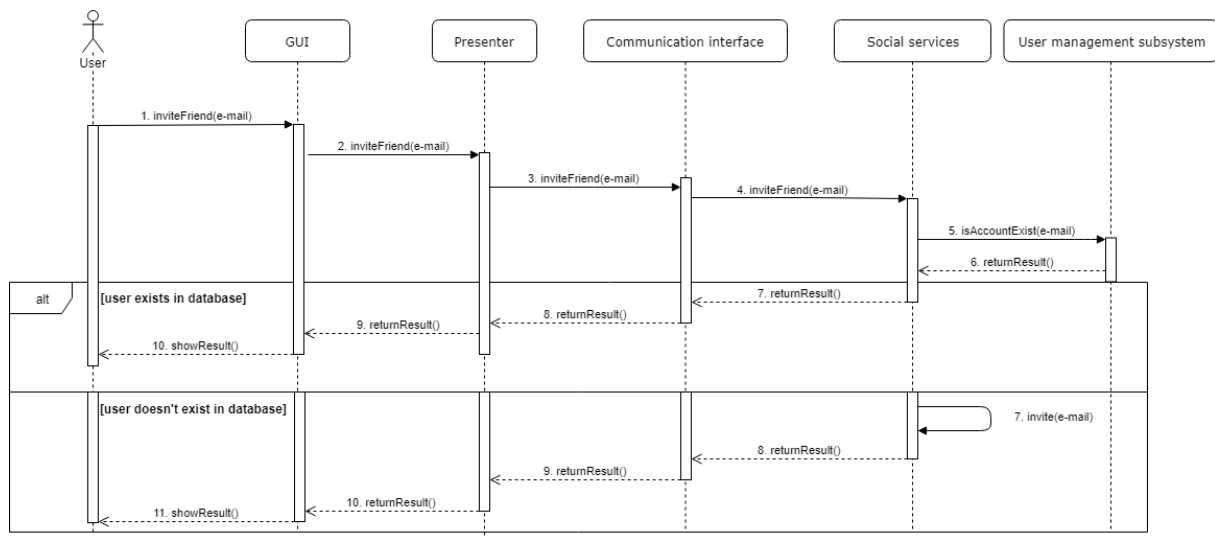 User
GUI
Presenter
Communication interface
Social services
User management subsystem
1. inviteFriend(e-mail)
2. inviteFriend(e-mail)
3. inviteFriend(e-mail)
4. inviteFriend(e-mail)
5. isAccountExist(e-mail)
6. returnResult()
alt
[user exists in database]
7. returnResult()
8. returnResult()
9. returnResult()
10. showResult()
[user doesn't exist in database]
7. invite(e-mail)
8. returnResult()
9. returnResult()
10. returnResult()
11. showResult()